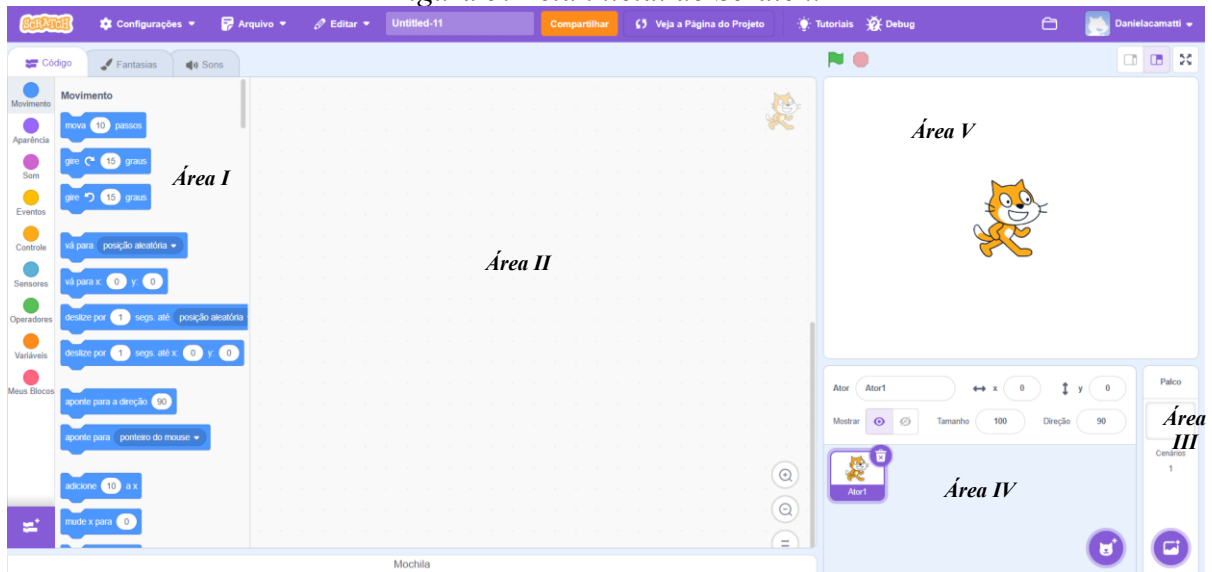 SCRATCH
Configurações
Arquivo
Editar
Untitled-11
Compartilhar
Veja a Página do Projeto
Tutoriais
Debug
Danielacamatti
Código
Fantasias
Sons
Movimento
Aparência
Som
Eventos
Controle
Sensores
Operadores
Variáveis
Meus Blocos
Movimento
mova 10 passos
gire 15 graus
gire 15 graus
vá para posição aleatória
vá para x: 0 y: 0
deslize por 1 segs. até posição aleatória
deslize por 1 segs. até x: 0 y: 0
aponte para a direção 90
aponte para ponteiro do mouse
adicione 10 a x
mude x para 0
Área I
Área II
Mochila
Área V
Ator Ator1 x 0 y 0
Mostrar Tamanho 100 Direção 90
Ator1
Área IV
Palco
Área
III
Cenários
1